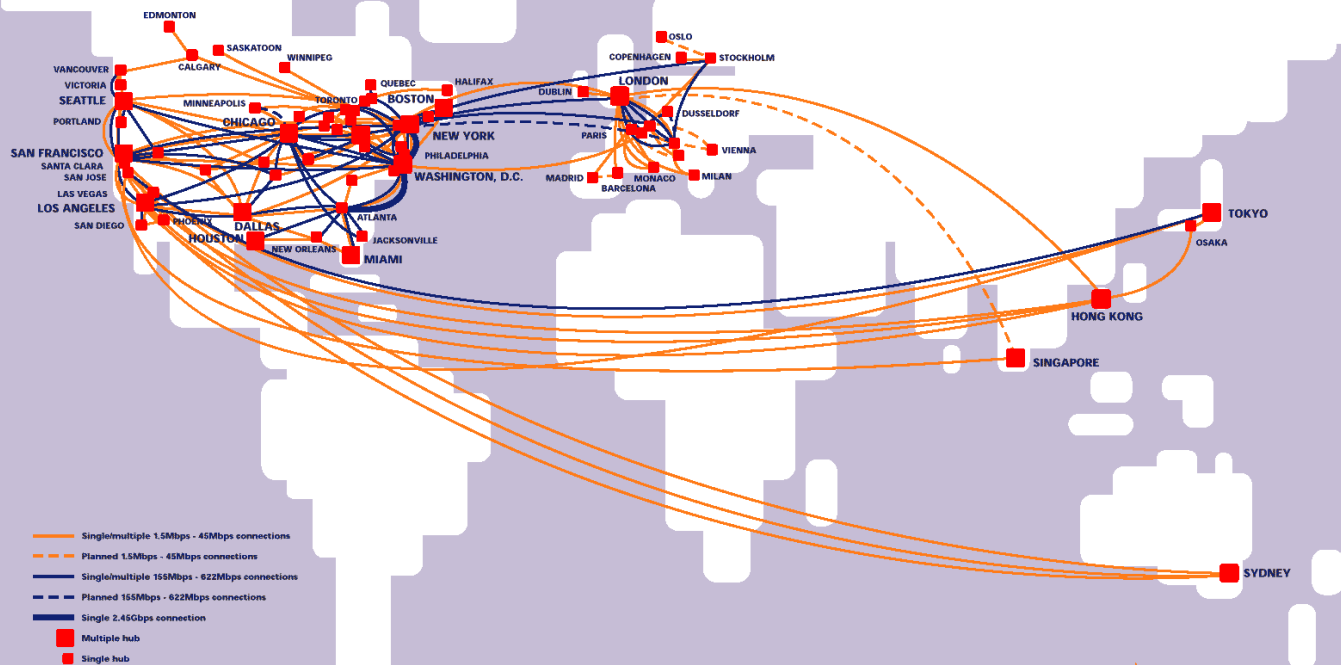 EDMONTON
SASKATOON
CALGARY
WINNIPEG
VANCOUVER
VICTORIA
SEATTLE
PORTLAND
MINNEAPOLIS
TORONTO
QUEBEC
BOSTON
HALIFAX
CHICAGO
NEW YORK
PHILADELPHIA
WASHINGTON, D.C.
SAN FRANCISCO
SANTA CLARA
SAN JOSE
LAS VEGAS
LOS ANGELES
SAN DIEGO
PHOENIX
DALLAS
HOUSTON
NEW ORLEANS
ATLANTA
JACKSONVILLE
MIAMI
OSLO
COPENHAGEN
STOCKHOLM
LONDON
DUBLIN
DUSSELDORF
PARIS
VIENNA
MADRID
BARCELONA
MONACO
MILAN
TOKYO
OSAKA
HONG KONG
SINGAPORE
SYDNEY
Single/multiple 1.5Mbps - 45Mbps connections
Planned 1.5Mbps - 45Mbps connections
Single/multiple 155Mbps - 622Mbps connections
Planned 155Mbps - 622Mbps connections
Single 2.45Gbps connection
Multiple hub
Single hub